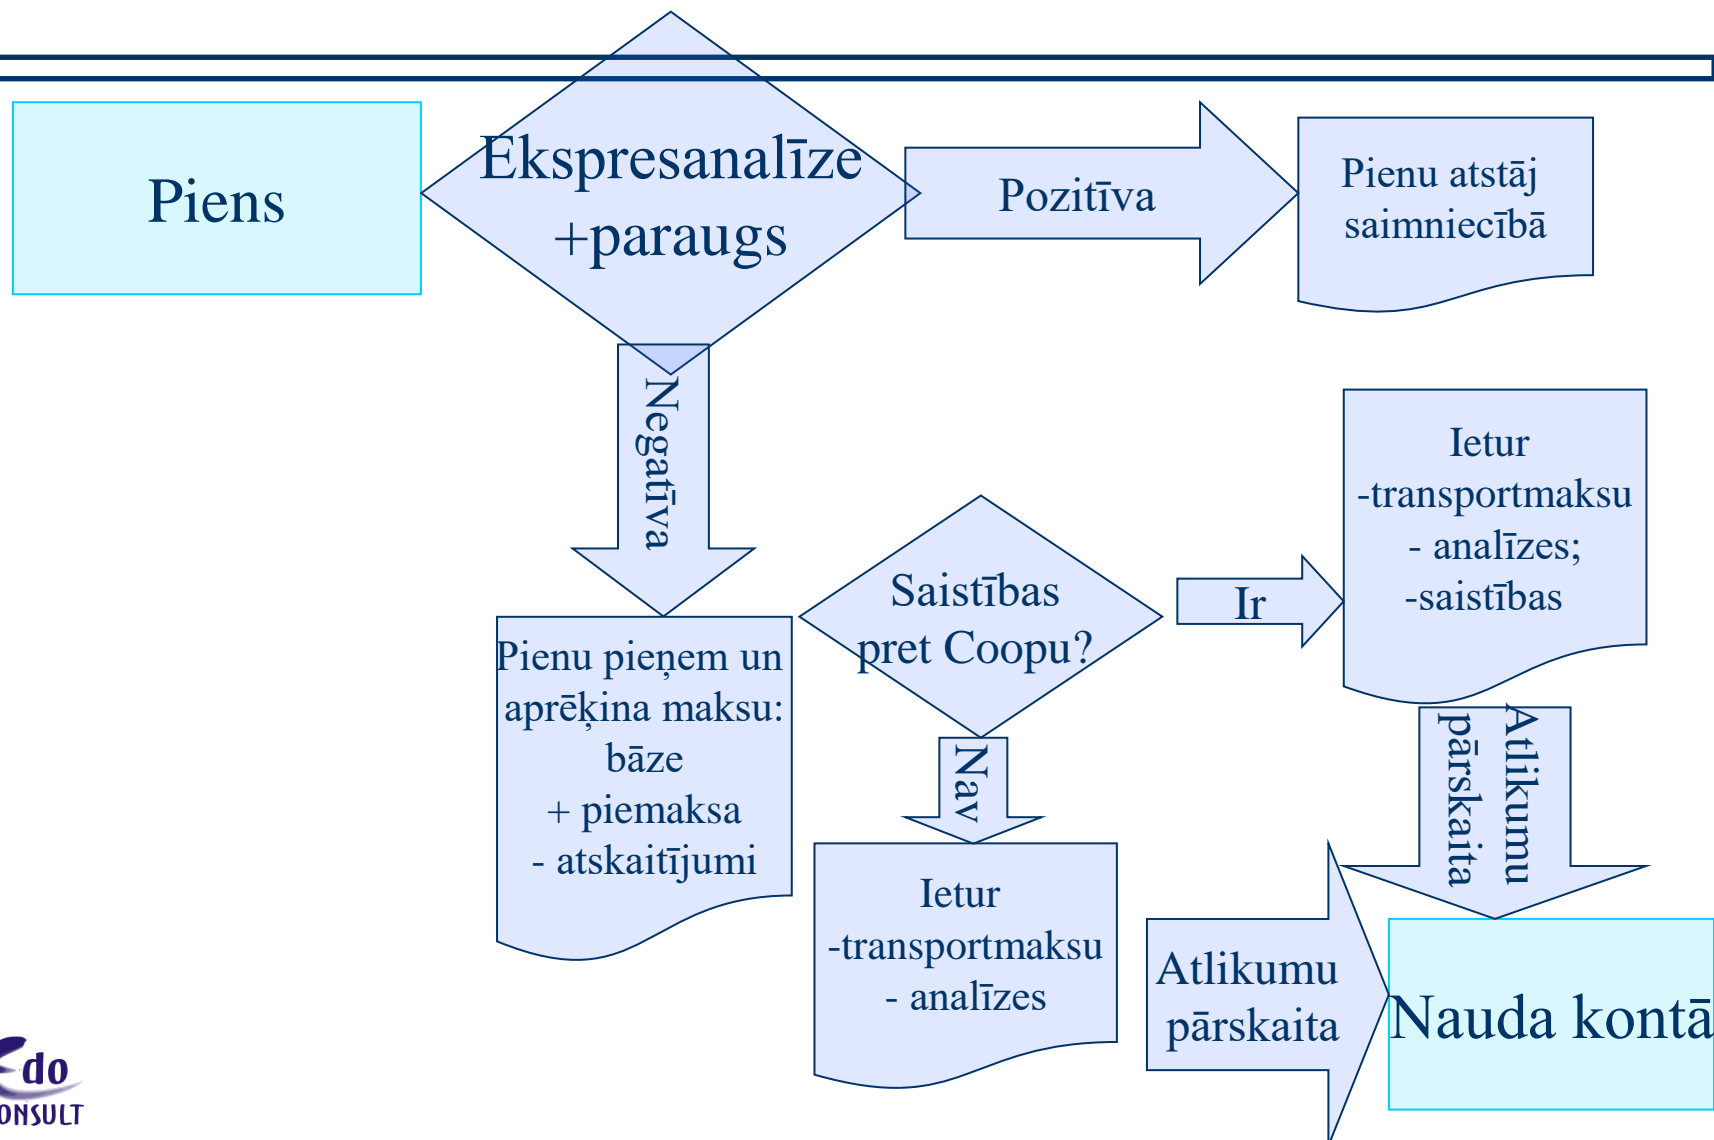 Piens
Ekspresanalīze
+paraugs
Pozitīva
Pienu atstāj
saimniecībā
Negatīva
Pienu pieņem un
aprēķina maksu:
bāze
+ piemaksa
- atskaitījumi
Saistības
pret Coopu?
Ir
Ietur
-transportmaksu
- analīzes;
-saistības
Nav
Ietur
-transportmaksu
- analīzes
Atlikumu
pārskaita
Atlikumu
pārskaita
Nauda kontā
do
ONSULT